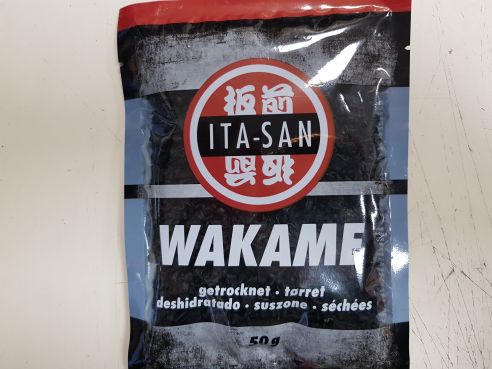 板前
ITA-SAN
WAKAME
getrocknet · tørret
deshidratado · suszone · séchées
50 g